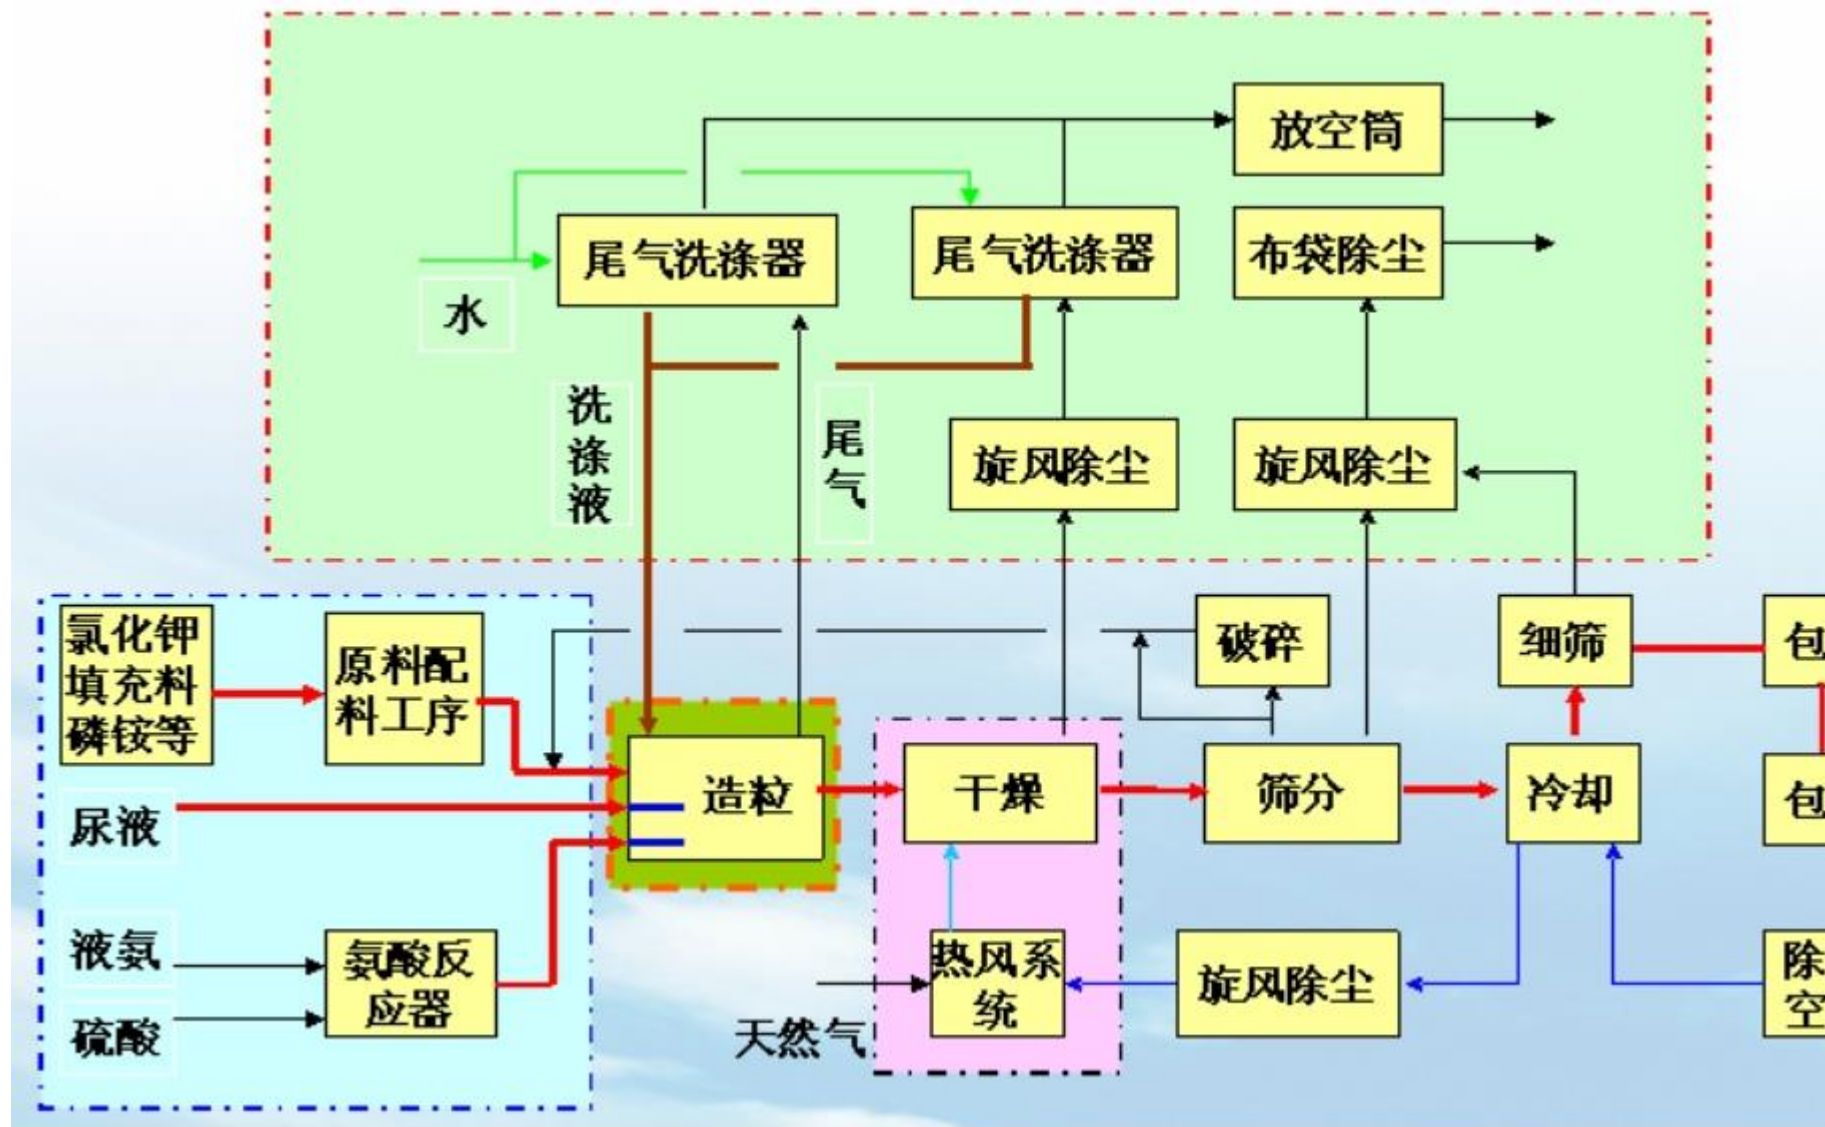 放空筒
尾气洗涤器
尾气洗涤器
布袋除尘
水
洗
涤
液
尾
气
旋风除尘
旋风除尘
氯化钾
填充料
磷铵等
原料配
料工序
破碎
细筛
包
造粒
干燥
筛分
冷却
包
尿液
液氨
硫酸
氨酸反
应器
天然气
热风系
统
旋风除尘
除
空